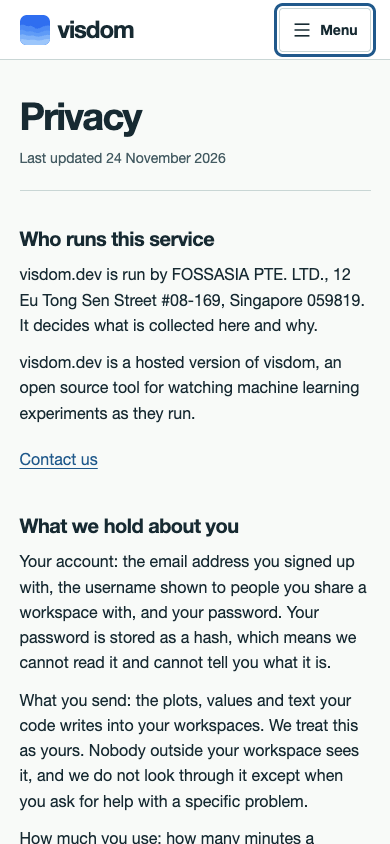 visdom
Menu
Privacy
Last updated 24 November 2026
Who runs this service
visdom.dev is run by FOSSASIA PTE. LTD., 12
Eu Tong Sen Street #08-169, Singapore 059819.
It decides what is collected here and why.
visdom.dev is a hosted version of visdom, an
open source tool for watching machine learning
experiments as they run.
Contact us
What we hold about you
Your account: the email address you signed up
with, the username shown to people you share a
workspace with, and your password. Your
password is stored as a hash, which means we
cannot read it and cannot tell you what it is.
What you send: the plots, values and text your
code writes into your workspaces. We treat this
as yours. Nobody outside your workspace sees
it, and we do not look through it except when
you ask for help with a specific problem.
How much you use: how many minutes a